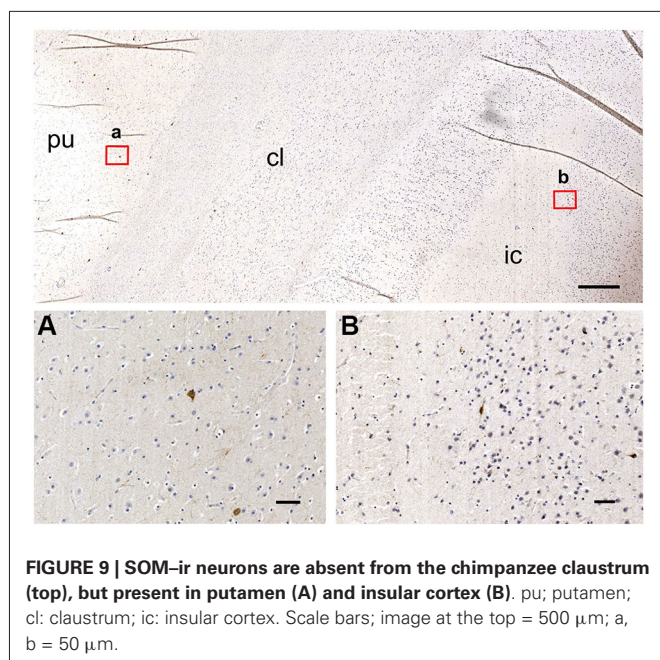 pu
a
cl
b
ic
A
B
FIGURE 9 | SOM–ir neurons are absent from the chimpanzee claustrum
(top), but present in putamen (A) and insular cortex (B). pu; putamen;
cl: claustrum; ic: insular cortex. Scale bars; image at the top = 500 μm; a,
b = 50 μm.